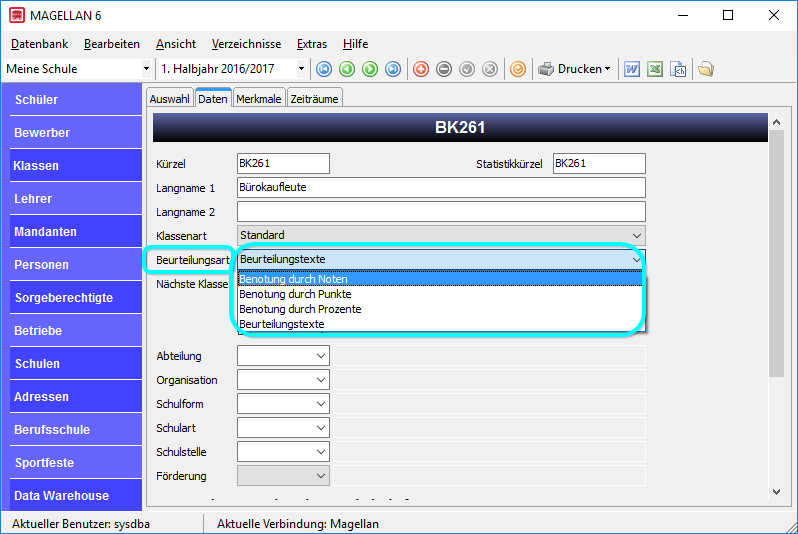 MAGELLAN 6
Datenbank Bearbeiten Ansicht Verzeichnisse Extras Hilfe
Meine Schule 1. Halbjahr 2016/2017 Drucken
Schüler
Bewerber
Klassen
Lehrer
Mandanten
Personen
Sorgeberechtigte
Betriebe
Schulen
Adressen
Berufsschule
Sportfeste
Data Warehouse
Auswahl Daten Merkmale Zeiträume
BK261
Kürzel BK261 Statistikkürzel BK261
Langname 1 Bürokaufleute
Langname 2
Klassenart Standard
Beurteilungsart Beurteilungstexte
Nächste Klasse Benotung durch Noten
Benotung durch Punkte
Benotung durch Prozente
Beurteilungstexte
Abteilung
Organisation
Schulform
Schulart
Schulstelle
Förderung
Aktueller Benutzer: sysdba Aktuelle Verbindung: Magellan